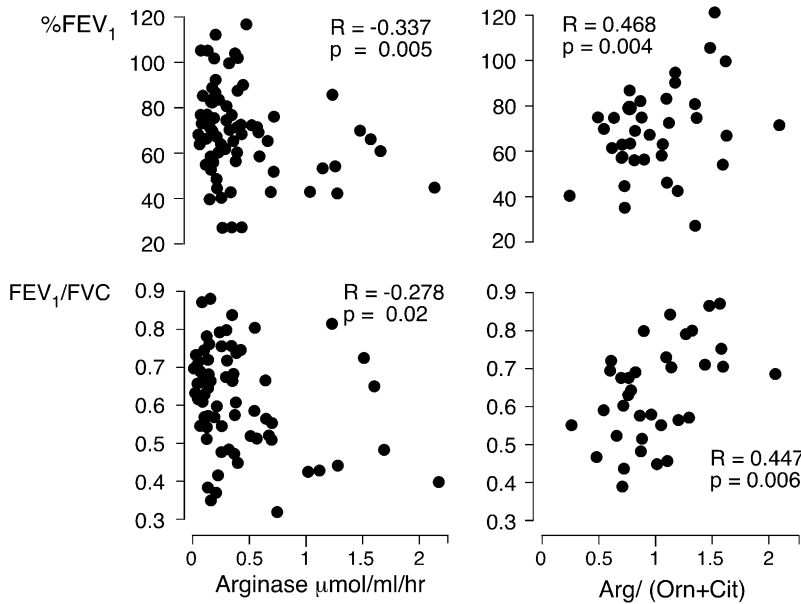 %FEV1
120
100
80
60
40
20
R = -0.337
p = 0.005
120
100
80
60
40
20
R = 0.468
p = 0.004
FEV1/FVC
0.9
0.8
0.7
0.6
0.5
0.4
0.3
R = -0.278
p = 0.02
0 0.5 1 1.5 2
Arginase μmol/ml/hr
0.9
0.8
0.7
0.6
0.5
0.4
0.3
R = 0.447
p = 0.006
0 0.5 1 1.5 2
Arg/ (Orn+Cit)